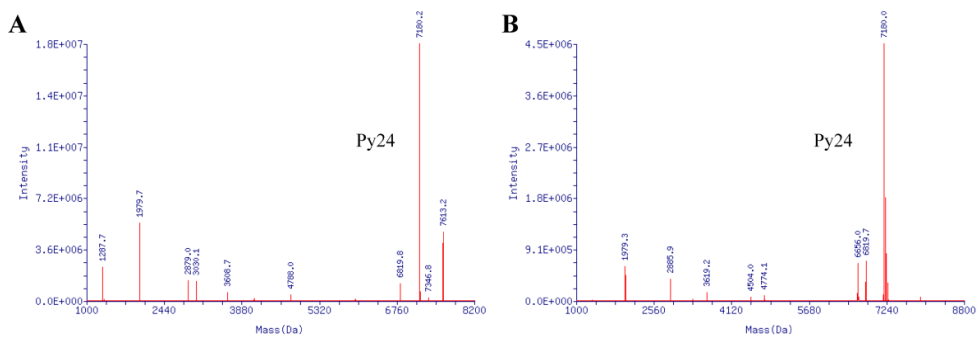 A
1.8E+007
1.4E+007
1.1E+007
7.2E+006
3.6E+006
0.0E+000
Intensity
1287.7
1979.7
2879.0
3030.1
3608.7
4788.0
6819.8
7180.2
7346.8
7613.2
Py24
1000
2440
3880
5320
6760
8200
Mass(Da)
B
4.5E+006
3.6E+006
2.7E+006
1.8E+006
9.1E+005
0.0E+000
Intensity
1979.3
2885.9
3619.2
4504.0
4774.1
6656.0
6819.7
7180.0
Py24
1000
2560
4120
5680
7240
8800
Mass(Da)